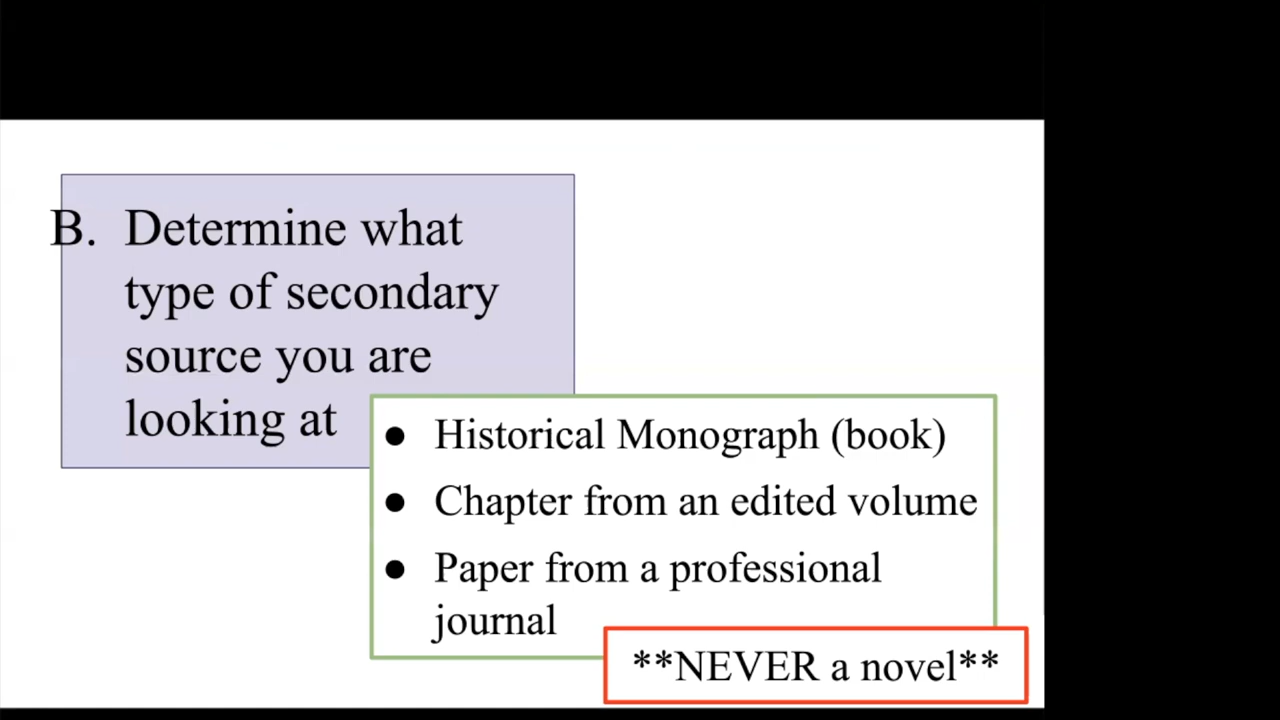 B. Determine what
type of secondary
source you are
looking at
● Historical Monograph (book)
● Chapter from an edited volume
● Paper from a professional
journal
**NEVER a novel**